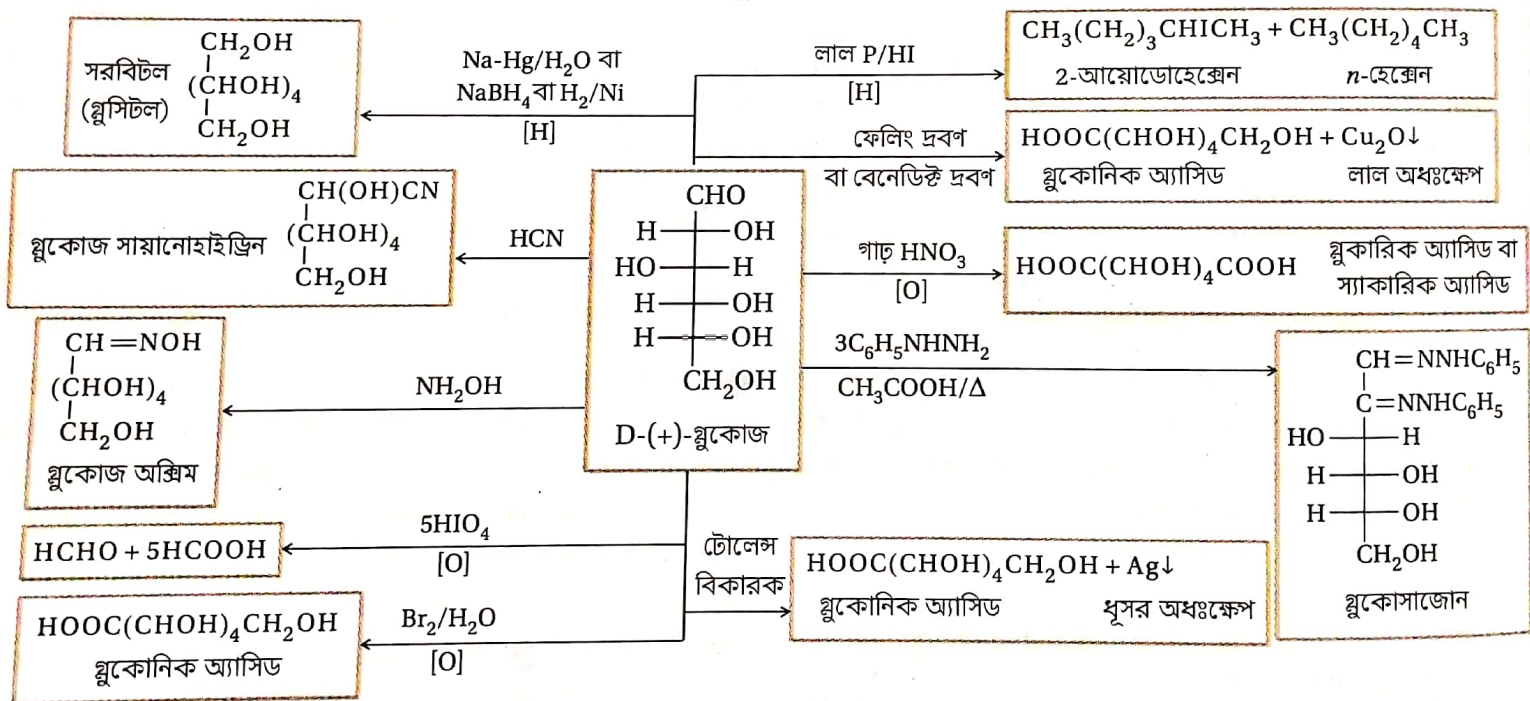 সরবিটল
(গ্লুসিটল)
CH₂OH
(CHOH)₄
CH₂OH
Na-Hg/H₂O বা
NaBH₄ বা H₂/Ni
[H]
লাল P/HI
[H]
CH₃(CH₂)₃CHICH₃ + CH₃(CH₂)₄CH₃
2-আয়োডোহেক্সেন n-হেক্সেন
ফেলিং দ্রবণ
বা বেনেডিক্ট দ্রবণ
HOOC(CHOH)₄CH₂OH + Cu₂O↓
গ্লুকোনিক অ্যাসিড লাল অধঃক্ষেপ
গ্লুকোজ সায়ানোহাইড্রিন
CH(OH)CN
(CHOH)₄
CH₂OH
HCN
CHO
H OH
HO H
H OH
H OH
CH₂OH
D-(+)-গ্লুকোজ
গাঢ় HNO₃
[O]
HOOC(CHOH)₄COOH
গ্লুকারিক অ্যাসিড বা
স্যাকারিক অ্যাসিড
CH=NOH
(CHOH)₄
CH₂OH
গ্লুকোজ অক্সিম
NH₂OH
3C₆H₅NHNH₂
CH₃COOH/Δ
CH=NNHC₆H₅
C=NNHC₆H₅
HO H
H OH
H OH
CH₂OH
গ্লুকোসাজোন
HCHO + 5HCOOH
5HIO₄
[O]
টোলেন্স
বিকারক
HOOC(CHOH)₄CH₂OH + Ag↓
গ্লুকোনিক অ্যাসিড ধূসর অধঃক্ষেপ
HOOC(CHOH)₄CH₂OH
গ্লুকোনিক অ্যাসিড
Br₂/H₂O
[O]